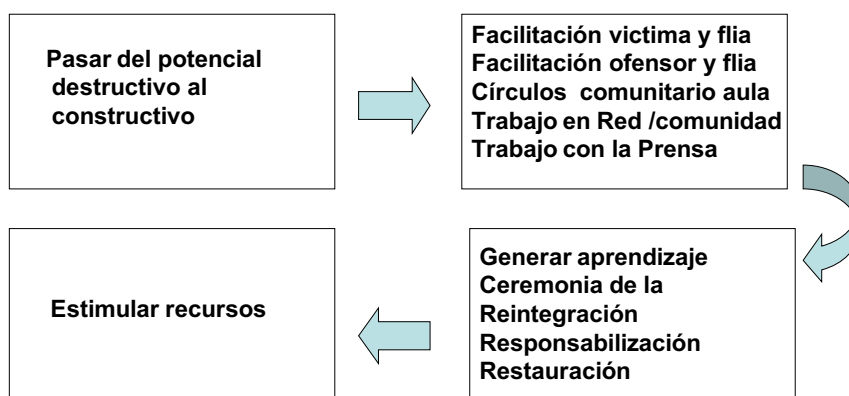 Pasar del potencial
destructivo al
constructivo
Facilitación victima y flia
Facilitación ofensor y flia
Círculos comunitario aula
Trabajo en Red /comunidad
Trabajo con la Prensa
Generar aprendizaje
Ceremonia de la
Reintegración
Responsabilización
Restauración
Estimular recursos